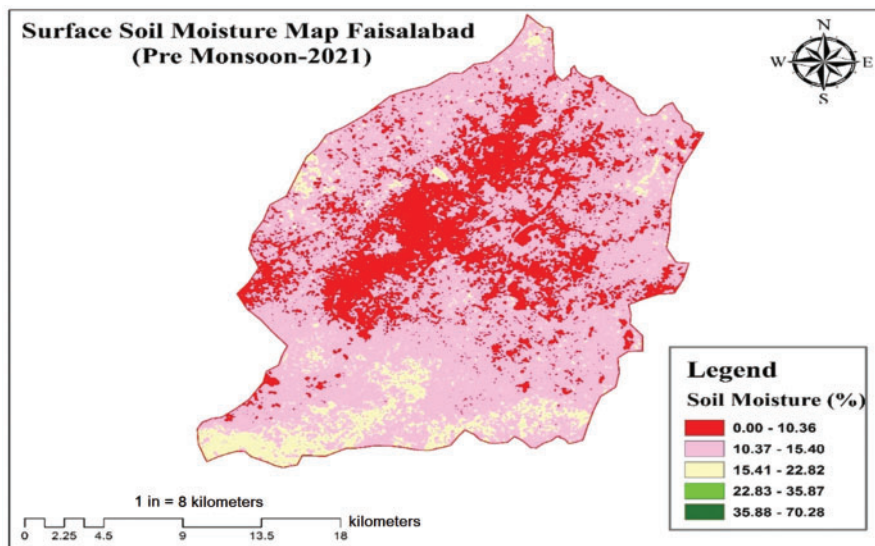 Surface Soil Moisture Map Faisalabad
(Pre Monsoon-2021)
N
W E
S
Legend
Soil Moisture (%)
0.00 - 10.36
10.37 - 15.40
15.41 - 22.82
22.83 - 35.87
35.88 - 70.28
1 in = 8 kilometers
kilometers
0 2.25 4.5 9 13.5 18